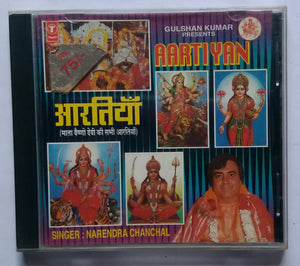 GULSHAN KUMAR
PRESENTS
AARTIYAN
आरतियाँ
(माता वैष्णो देवी की सभी आरतियाँ)
SINGER : NARENDRA CHANCHAL